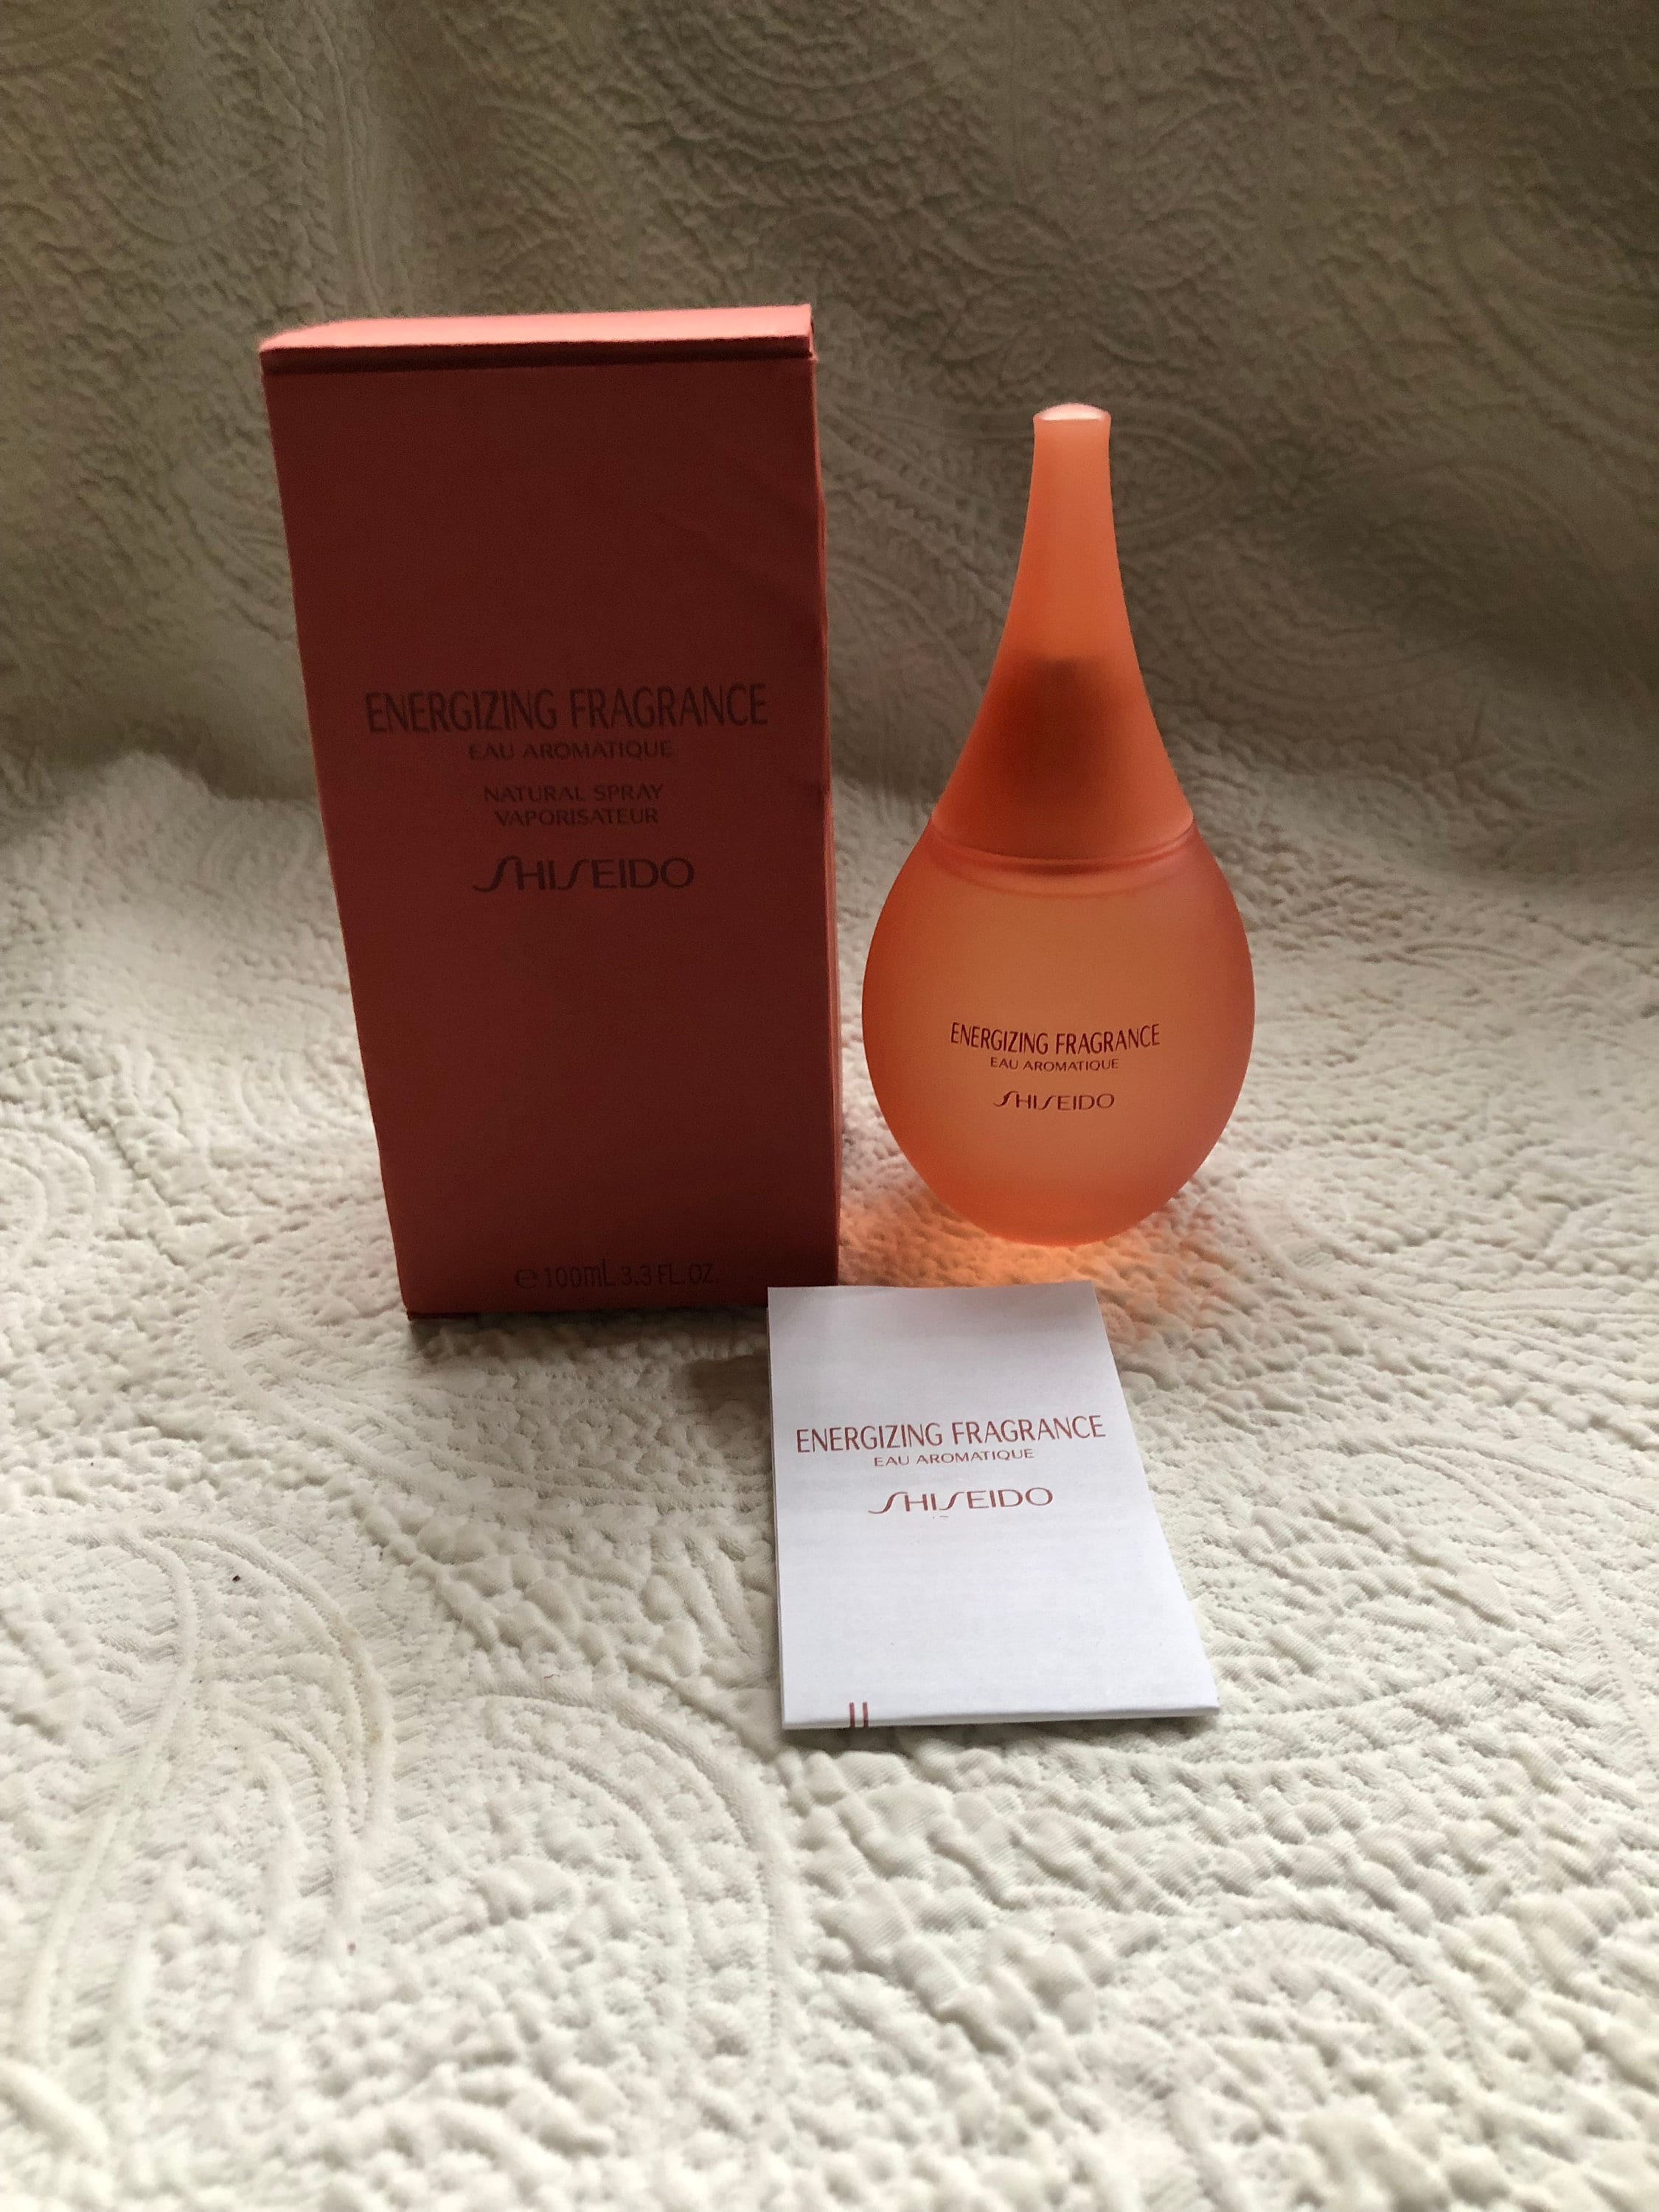 ENERGIZING FRAGRANCE
EAU AROMATIQUE
NATURAL SPRAY
VAPORISATEUR
SHISEIDO
e 100mL 3.3 FL. OZ.
ENERGIZING FRAGRANCE
EAU AROMATIQUE
SHISEIDO
ENERGIZING FRAGRANCE
EAU AROMATIQUE
SHISEIDO